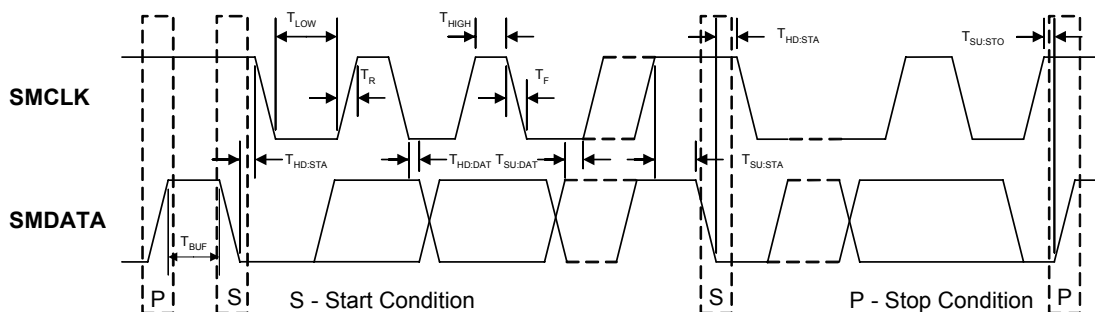 T_LOW
T_HIGH
T_HD:STA
T_SU:STO
T_R
T_F
SMCLK
T_HD:STA
T_HD:DAT
T_SU:DAT
T_SU:STA
SMDATA
T_BUF
P
S
S - Start Condition
S
P - Stop Condition
P